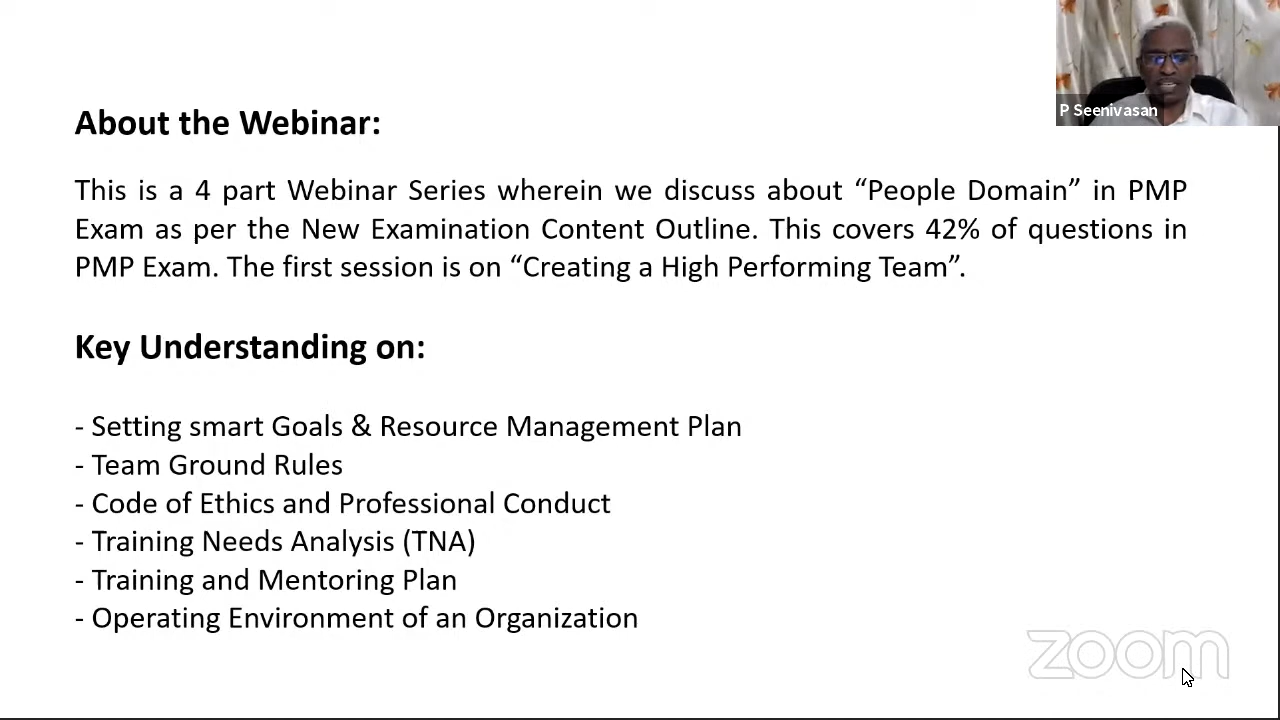 P Seenivasan
About the Webinar:
This is a 4 part Webinar Series wherein we discuss about “People Domain” in PMP
Exam as per the New Examination Content Outline. This covers 42% of questions in
PMP Exam. The first session is on “Creating a High Performing Team”.
Key Understanding on:
- Setting smart Goals & Resource Management Plan
- Team Ground Rules
- Code of Ethics and Professional Conduct
- Training Needs Analysis (TNA)
- Training and Mentoring Plan
- Operating Environment of an Organization
zoom